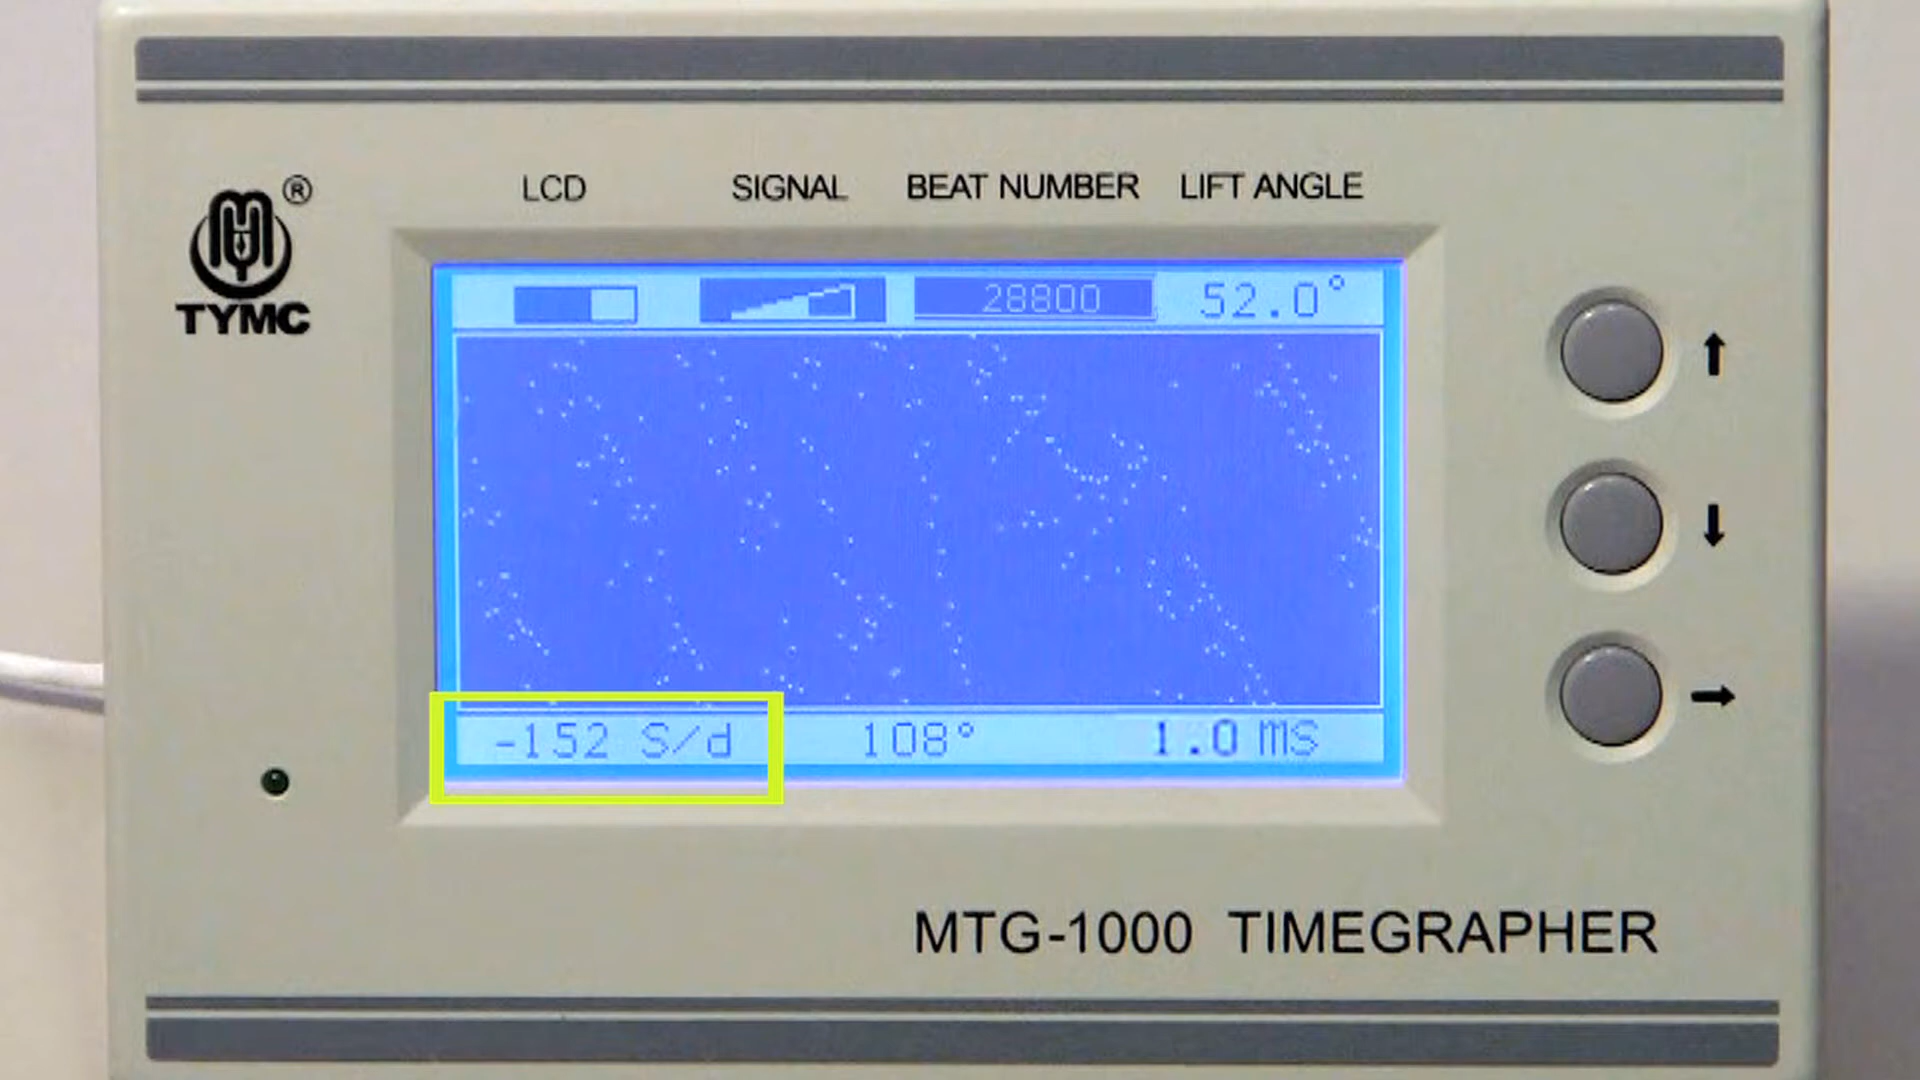 ®
TYMC
LCD SIGNAL BEAT NUMBER LIFT ANGLE
28800 52.0°
-152 S/d 108° 1.0 ms
MTG-1000 TIMEGRAPHER